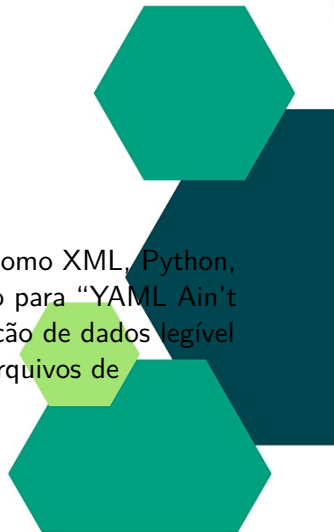 omo XML, Python,
o para “YAML Ain't
ção de dados legível
rquivos de